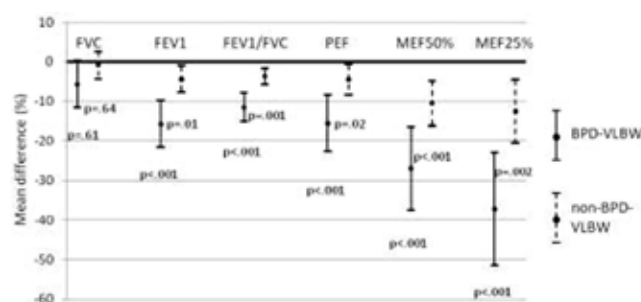 10
0
-10
-20
-30
-40
-50
-60
Mean difference (%)
FVC FEV1 FEV1/FVC PEF MEF50% MEF25%
p=.64
p=.61
p=.01
p<.001
p=.001
p<.001
p=.02
p<.001
p<.001
p<.001
p=.002
p<.001
BPD-VLBW
non-BPD-
VLBW